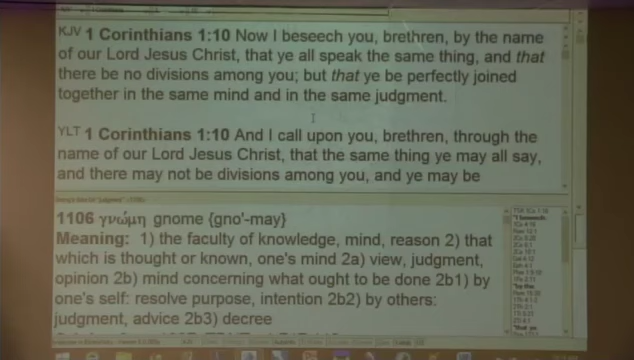 KJV 1 Corinthians 1:10 Now I beseech you, brethren, by the name
of our Lord Jesus Christ, that ye all speak the same thing, and that
there be no divisions among you; but that ye be perfectly joined
together in the same mind and in the same judgment.
YLT 1 Corinthians 1:10 And I call upon you, brethren, through the
name of our Lord Jesus Christ, that the same thing ye may all say,
and there may not be divisions among you, and ye may be
1106 γνώμη gnome {gno'-may}
Meaning: 1) the faculty of knowledge, mind, reason 2) that
which is thought or known, one's mind 2a) view, judgment,
opinion 2b) mind concerning what ought to be done 2b1) by
one's self: resolve purpose, intention 2b2) by others:
judgment, advice 2b3) decree